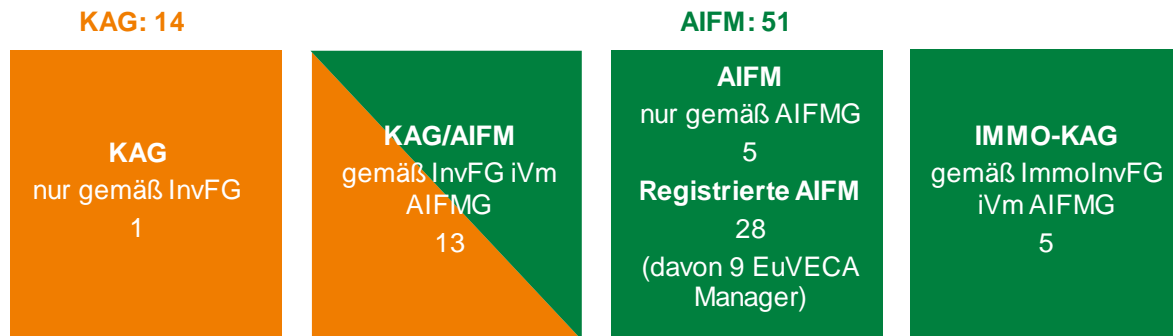 KAG: 14
AIFM: 51
KAG
nur gemäß InvFG
1
KAG/AIFM
gemäß InvFG iVm
AIFMG
13
AIFM
nur gemäß AIFMG
5
Registrierte AIFM
28
(davon 9 EuVECA
Manager)
IMMO-KAG
gemäß ImmoInvFG
iVm AIFMG
5